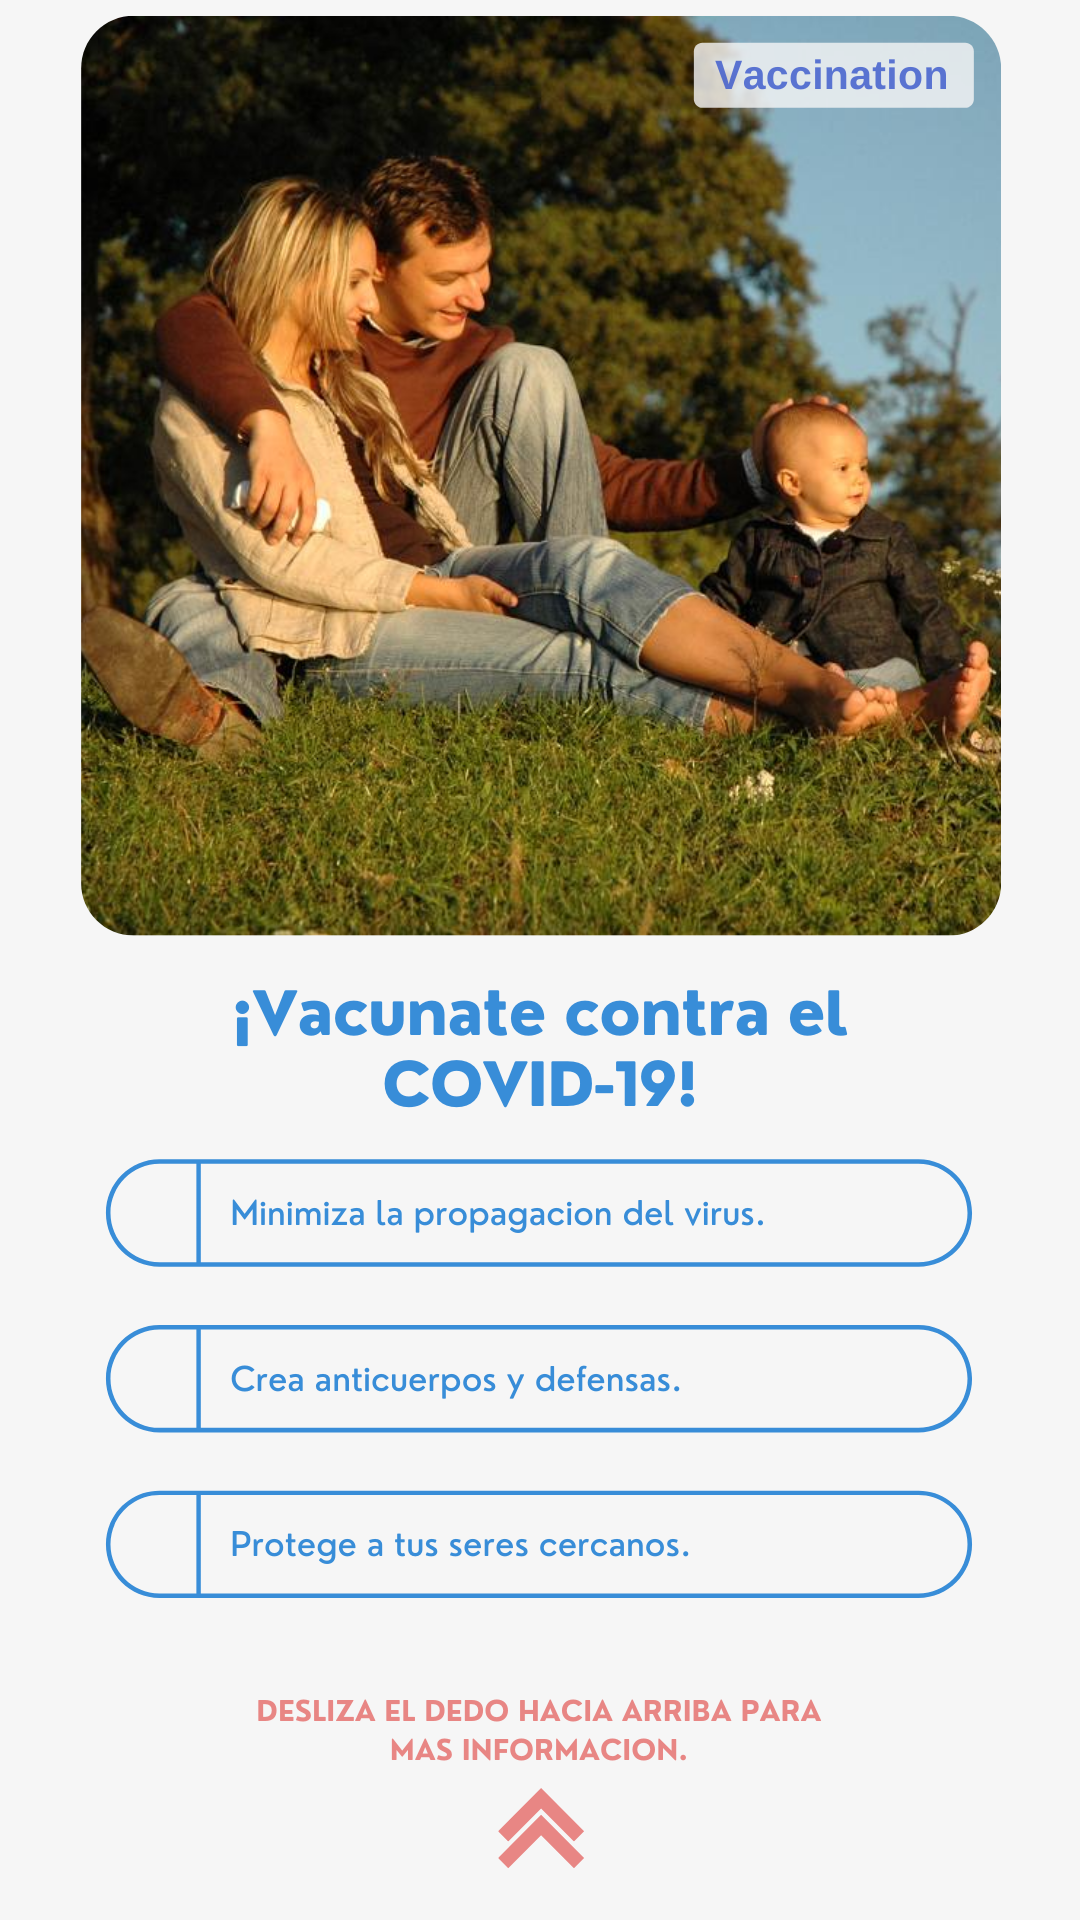 Vaccination
¡Vacunate contra el
COVID-19!
Minimiza la propagacion del virus.
Crea anticuerpos y defensas.
Protege a tus seres cercanos.
DESLIZA EL DEDO HACIA ARRIBA PARA
MAS INFORMACION.